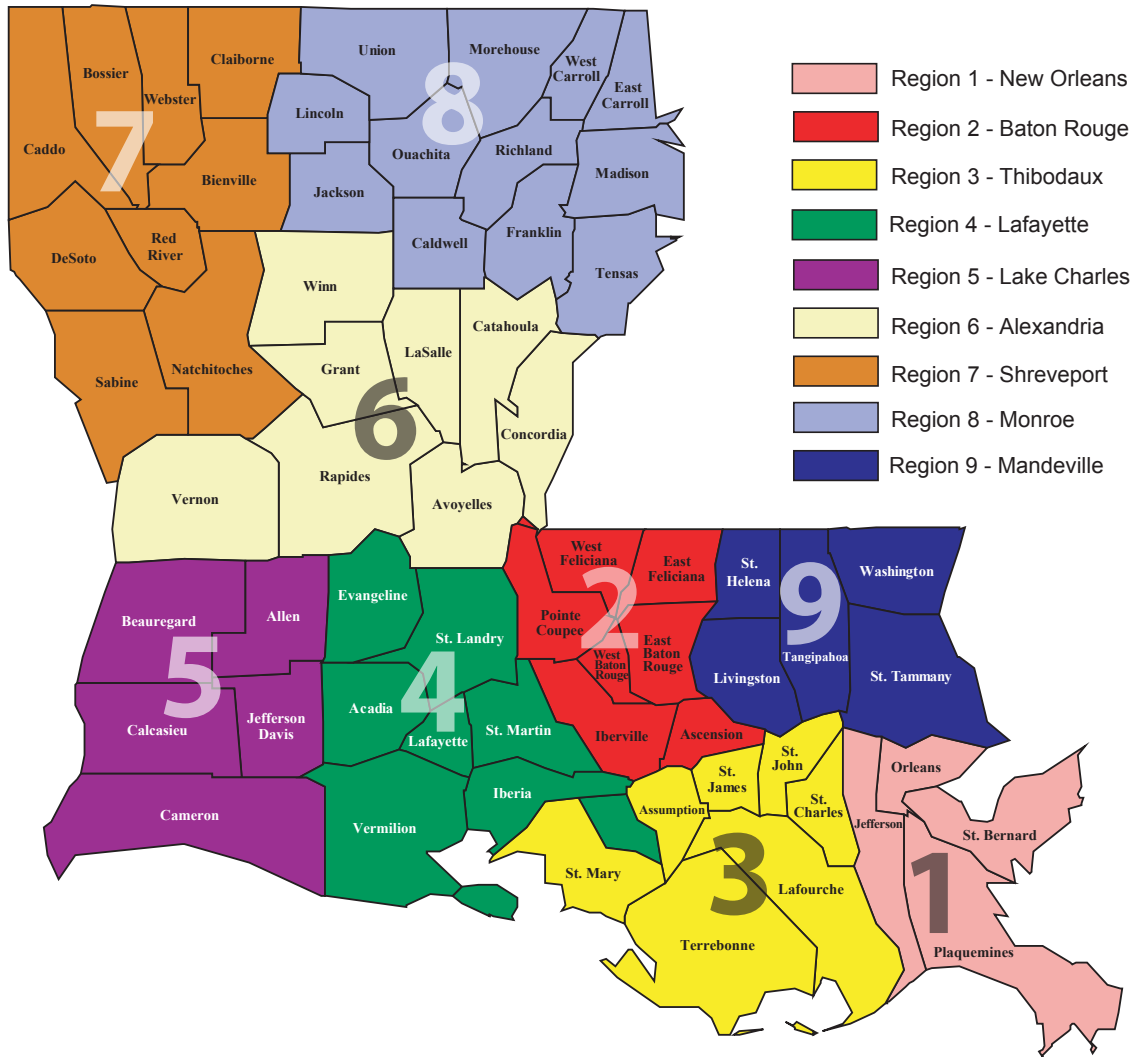 Union
Morehouse
West
Carroll
East
Carroll
Claiborne
Bossier
Webster
Lincoln
8
7
Caddo
Ouachita
Richland
Madison
Bienville
Jackson
Caldwell
Franklin
Red
River
DeSoto
Tensas
Winn
Catahoula
LaSalle
Grant
Natchitoches
Sabine
6
Concordia
Rapides
Vernon
Avoyelles
Region 1 - New Orleans
Region 2 - Baton Rouge
Region 3 - Thibodaux
Region 4 - Lafayette
Region 5 - Lake Charles
Region 6 - Alexandria
Region 7 - Shreveport
Region 8 - Monroe
Region 9 - Mandeville
West
Feliciana
East
Feliciana
St.
Helena
Washington
Evangeline
2
9
Beauregard
Allen
Pointe
Coupee
St. Landry
East
Baton
Rouge
West
Baton
Rouge
Tangipahoa
Livingston
St. Tammany
5
4
Acadia
Jefferson
Davis
Calcasieu
Lafayette
St. Martin
Iberville
Ascension
St.
John
Orleans
St.
James
Iberia
Cameron
Vermilion
Assumption
St.
Charles
Jefferson
St. Bernard
St. Mary
3
1
Lafourche
Terrebonne
Plaquemines